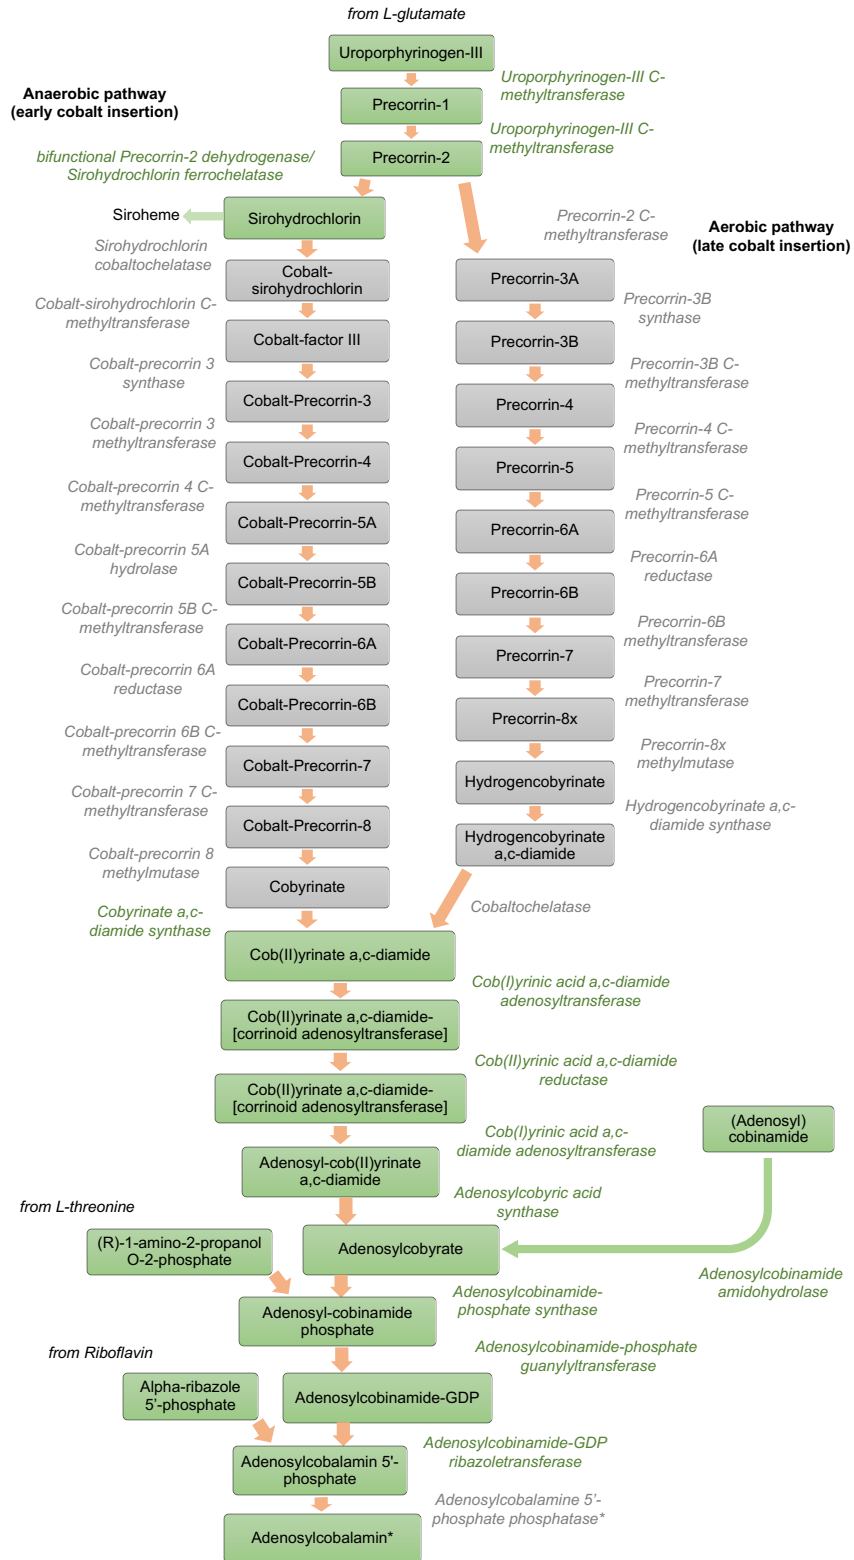 from L-glutamate
Uroporphyrinogen-III
Uroporphyrinogen-III C-
methyltransferase
Anaerobic pathway
(early cobalt insertion)
Precorrin-1
Uroporphyrinogen-III C-
methyltransferase
Precorrin-2
bifunctional Precorrin-2 dehydrogenase/
Sirohydrochlorin ferrochelatase
Siroheme
Sirohydrochlorin
Precorrin-2 C-
methyltransferase
Aerobic pathway
(late cobalt insertion)
Sirohydrochlorin
cobaltochelatase
Cobalt-
sirohydrochlorin
Cobalt-sirohydrochlorin C-
methyltransferase
Cobalt-factor III
Cobalt-precorrin 3
synthase
Cobalt-Precorrin-3
Cobalt-precorrin 3
methyltransferase
Cobalt-Precorrin-4
Cobalt-precorrin 4 C-
methyltransferase
Cobalt-Precorrin-5A
Cobalt-precorrin 5A
hydrolase
Cobalt-Precorrin-5B
Cobalt-precorrin 5B C-
methyltransferase
Cobalt-Precorrin-6A
Cobalt-precorrin 6A
reductase
Cobalt-Precorrin-6B
Cobalt-precorrin 6B C-
methyltransferase
Cobalt-Precorrin-7
Cobalt-precorrin 7 C-
methyltransferase
Cobalt-Precorrin-8
Cobalt-precorrin 8
methylmutase
Cobyrinate
Cobyrinate a,c-
diamide synthase
Precorrin-3A
Precorrin-3B
synthase
Precorrin-3B
Precorrin-3B C-
methyltransferase
Precorrin-4
Precorrin-4 C-
methyltransferase
Precorrin-5
Precorrin-5 C-
methyltransferase
Precorrin-6A
Precorrin-6A
reductase
Precorrin-6B
Precorrin-6B
methyltransferase
Precorrin-7
Precorrin-7
methyltransferase
Precorrin-8x
Precorrin-8x
methylmutase
Hydrogencobyrinate
Hydrogencobyrinate a,c-
diamide synthase
Hydrogencobyrinate
a,c-diamide
Cobaltochelatase
Cob(II)yrinate a,c-diamide
Cob(I)yrinic acid a,c-diamide
adenosyltransferase
Cob(II)yrinate a,c-diamide-
[corrinoid adenosyltransferase]
Cob(II)yrinic acid a,c-diamide
reductase
Cob(II)yrinate a,c-diamide-
[corrinoid adenosyltransferase]
(Adenosyl)
cobinamide
Cob(I)yrinic acid a,c-
diamide adenosyltransferase
Adenosyl-cob(II)yrinate
a,c-diamide
Adenosylcobyric acid
synthase
from L-threonine
(R)-1-amino-2-propanol
O-2-phosphate
Adenosylcobyrate
Adenosylcobinamide
amidohydrolase
Adenosylcobinamide-
phosphate synthase
Adenosyl-cobinamide
phosphate
Adenosylcobinamide-phosphate
guanylyltransferase
from Riboflavin
Alpha-ribazole
5'-phosphate
Adenosylcobinamide-GDP
Adenosylcobinamide-GDP
ribazoletransferase
Adenosylcobalamin 5'-
phosphate
Adenosylcobalamine 5'-
phosphate phosphatase*
Adenosylcobalamin*